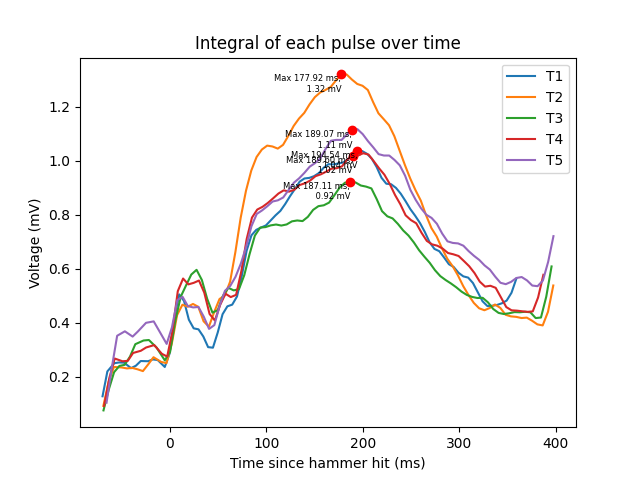 Integral of each pulse over time
T1
T2
T3
T4
T5
Max 177.92 ms,
1.32 mV
Max 189.07 ms,
1.11 mV
Max 187.11 ms,
0.92 mV
1.02 mV
Voltage (mV)
1.2
1.0
0.8
0.6
0.4
0.2
0
100
200
300
400
Time since hammer hit (ms)